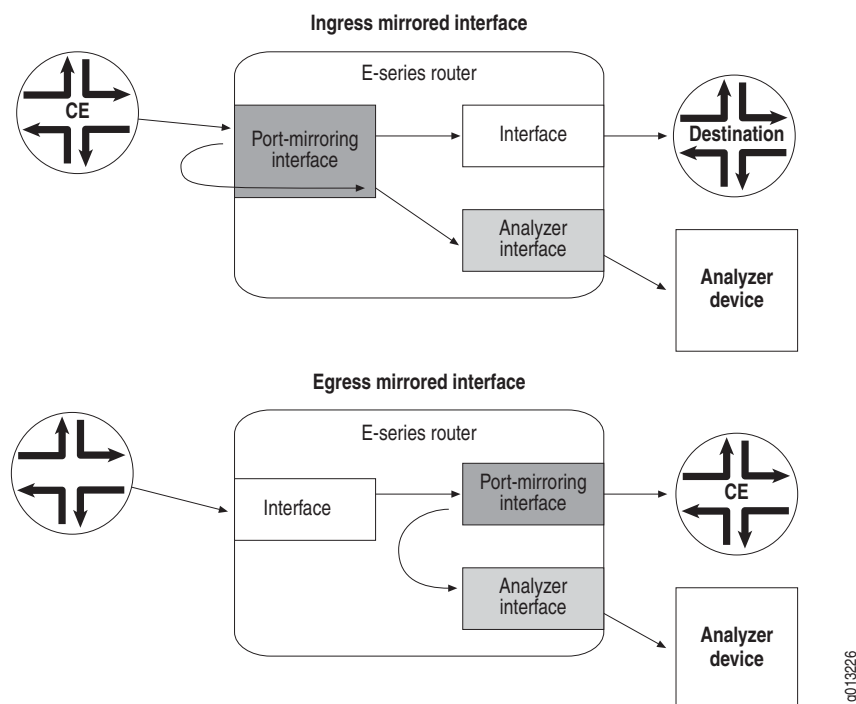 Ingress mirrored interface
E-series router
CE
Port-mirroring
interface
Interface
Destination
Analyzer
interface
Analyzer
device
Egress mirrored interface
E-series router
Interface
Port-mirroring
interface
CE
Analyzer
interface
Analyzer
device
g013226